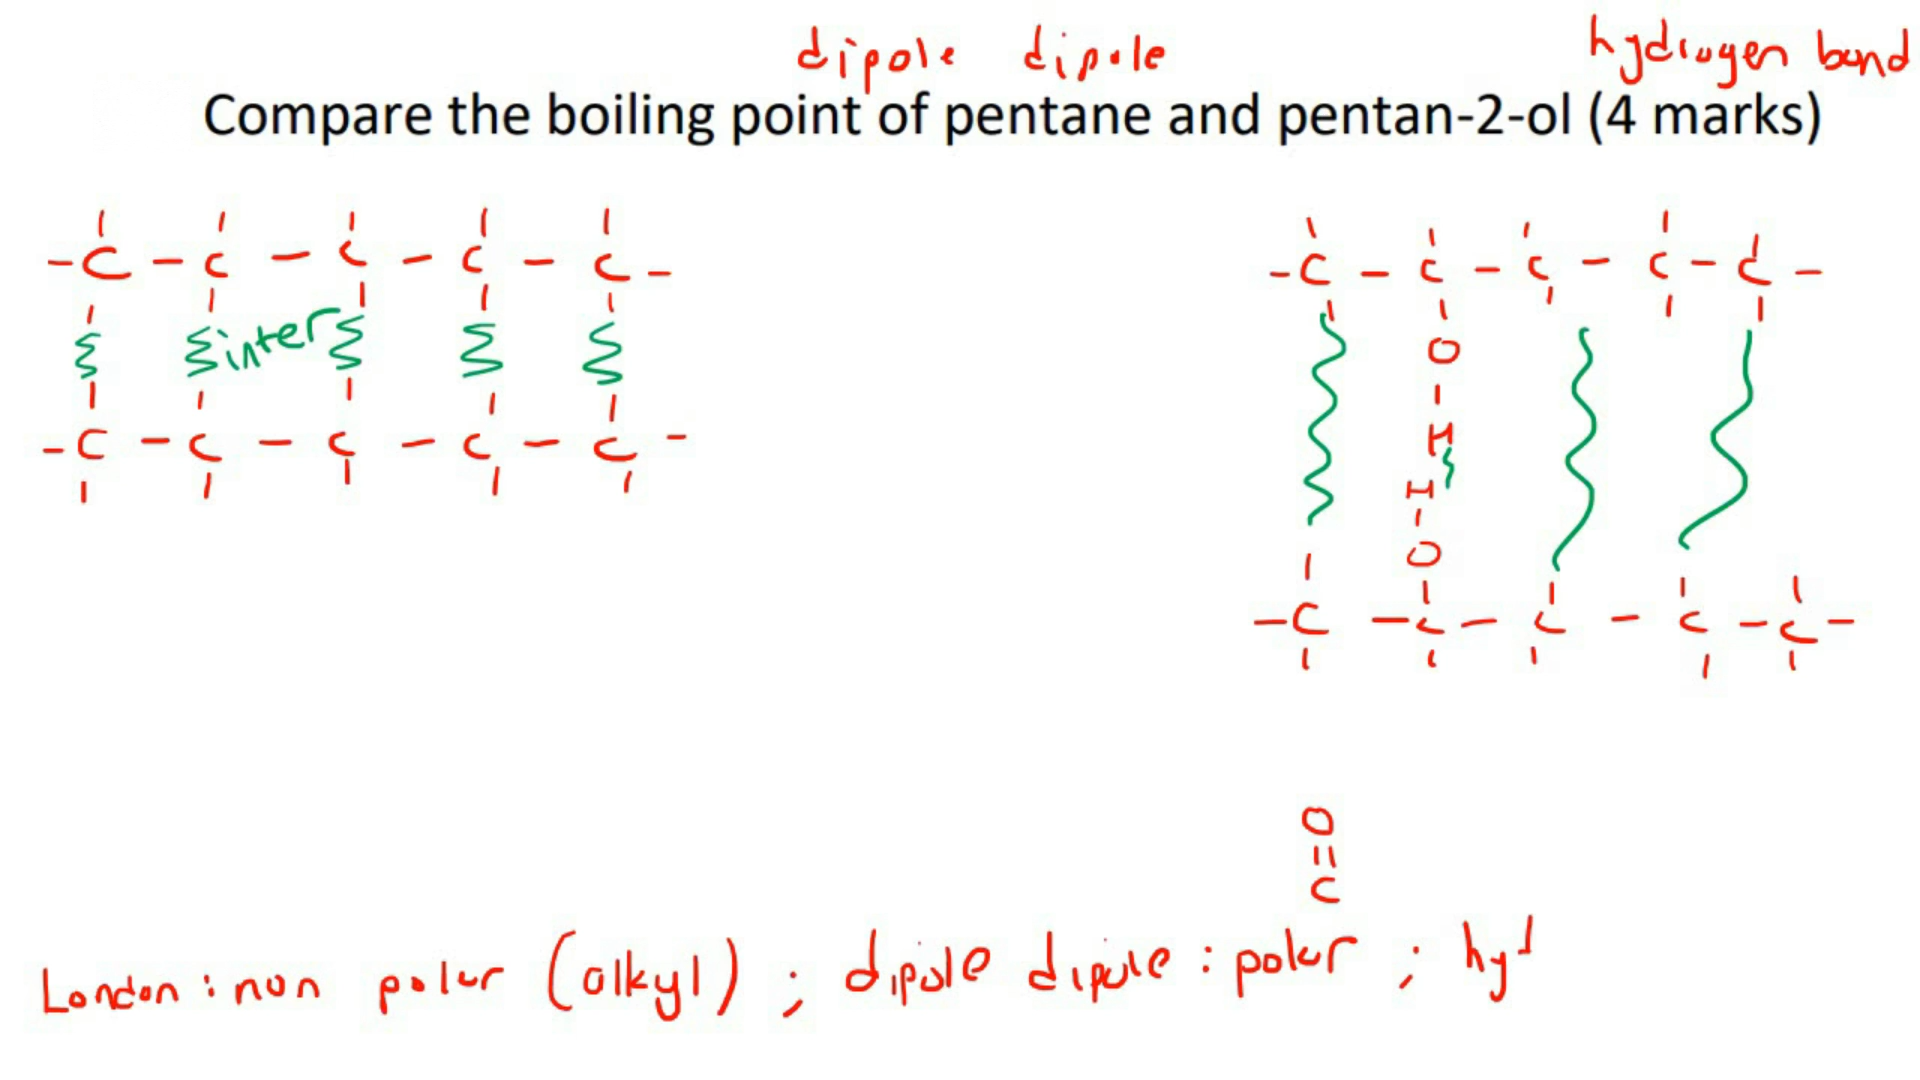 dipole dipole hydrogen bond
Compare the boiling point of pentane and pentan-2-ol (4 marks)
- C - C - C - C - C -
inter
- C - C - C - C - C -
- C - C - C - C - C -
O
H
H
O
- C - C - C - C - C -
O
C
London : non polar (alkyl) ; dipole dipole : polar ; hyd